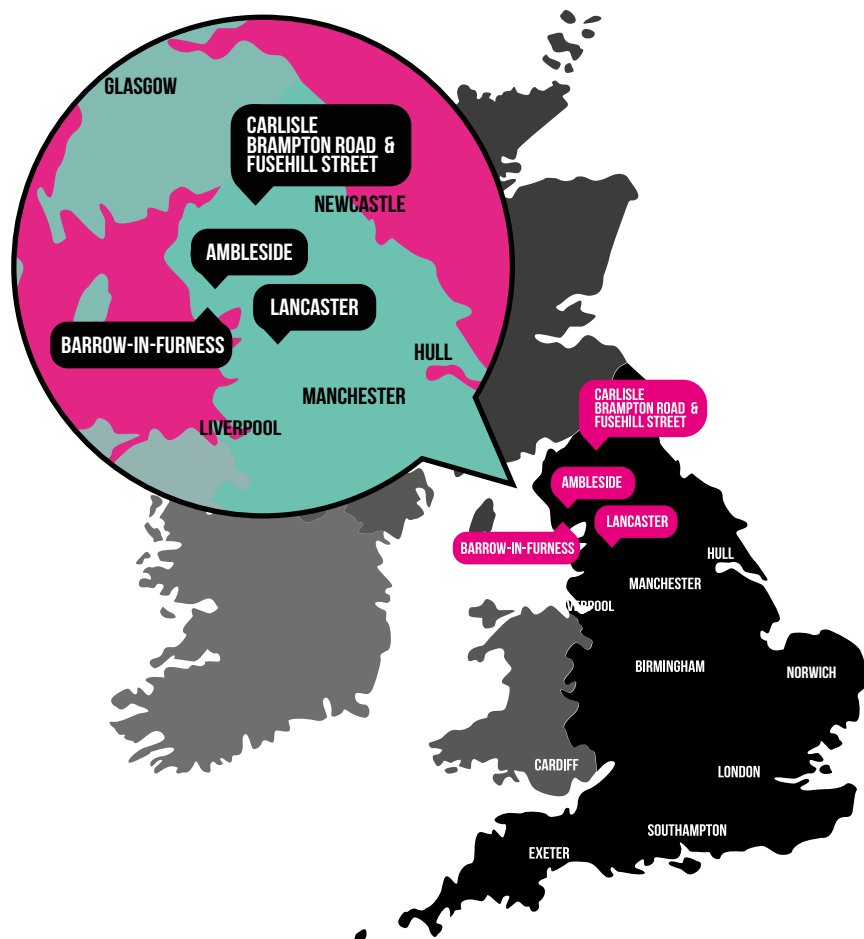 GLASGOW
CARLISLE
BRAMPTON ROAD &
FUSEHILL STREET
NEWCASTLE
AMBLESIDE
LANCASTER
BARROW-IN-FURNESS
HULL
MANCHESTER
LIVERPOOL
CARLISLE
BRAMPTON ROAD &
FUSEHILL STREET
AMBLESIDE
LANCASTER
BARROW-IN-FURNESS
HULL
MANCHESTER
VERPOOL
BIRMINGHAM
NORWICH
CARDIFF
LONDON
SOUTHAMPTON
EXETER